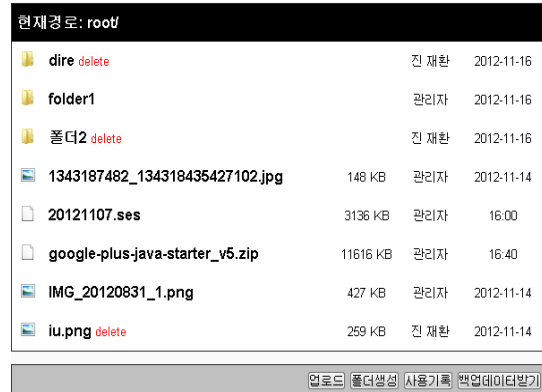 현재경로: root/
dire delete 진 재환 2012-11-16
folder1 관리자 2012-11-16
폴더2 delete 진 재환 2012-11-16
1343187482_134318435427102.jpg 148 KB 관리자 2012-11-14
20121107.ses 3136 KB 관리자 16:00
google-plus-java-starter_v5.zip 11616 KB 관리자 16:40
IMG_20120831_1.png 427 KB 관리자 2012-11-14
iu.png delete 259 KB 진 재환 2012-11-14
업로드 폴더생성 사용기록 백업데이터받기